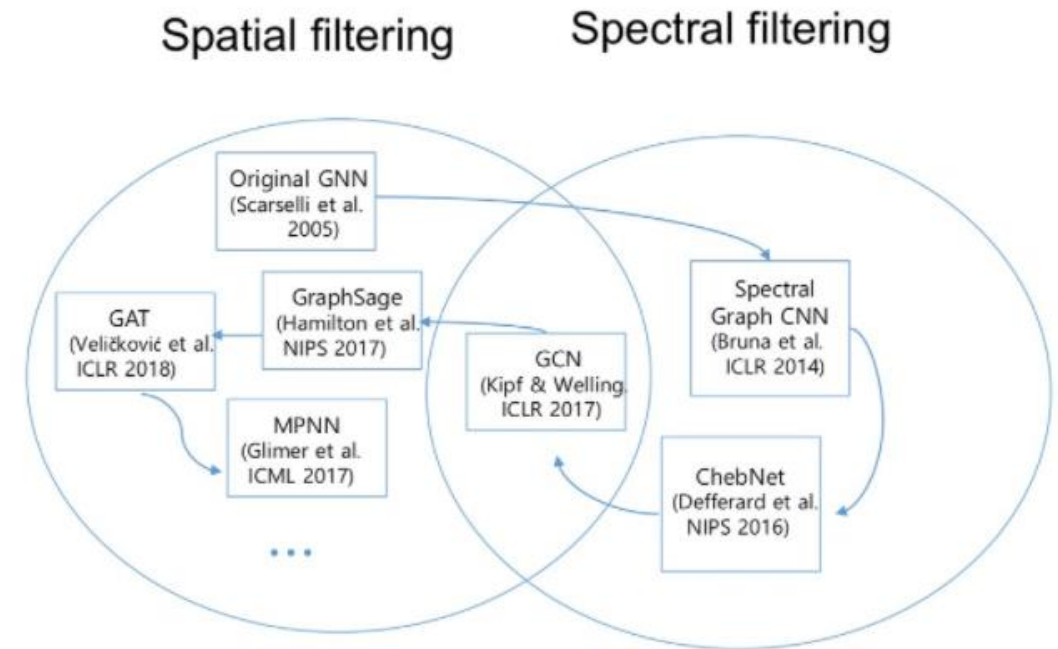 Spatial filtering
Spectral filtering
Original GNN
(Scarselli et al.
2005)
GraphSage
(Hamilton et al.
NIPS 2017)
GAT
(Veličković et al.
ICLR 2018)
MPNN
(Glimer et al.
ICML 2017)
...
GCN
(Kipf & Welling.
ICLR 2017)
Spectral
Graph CNN
(Bruna et al.
ICLR 2014)
ChebNet
(Defferard et al.
NIPS 2016)